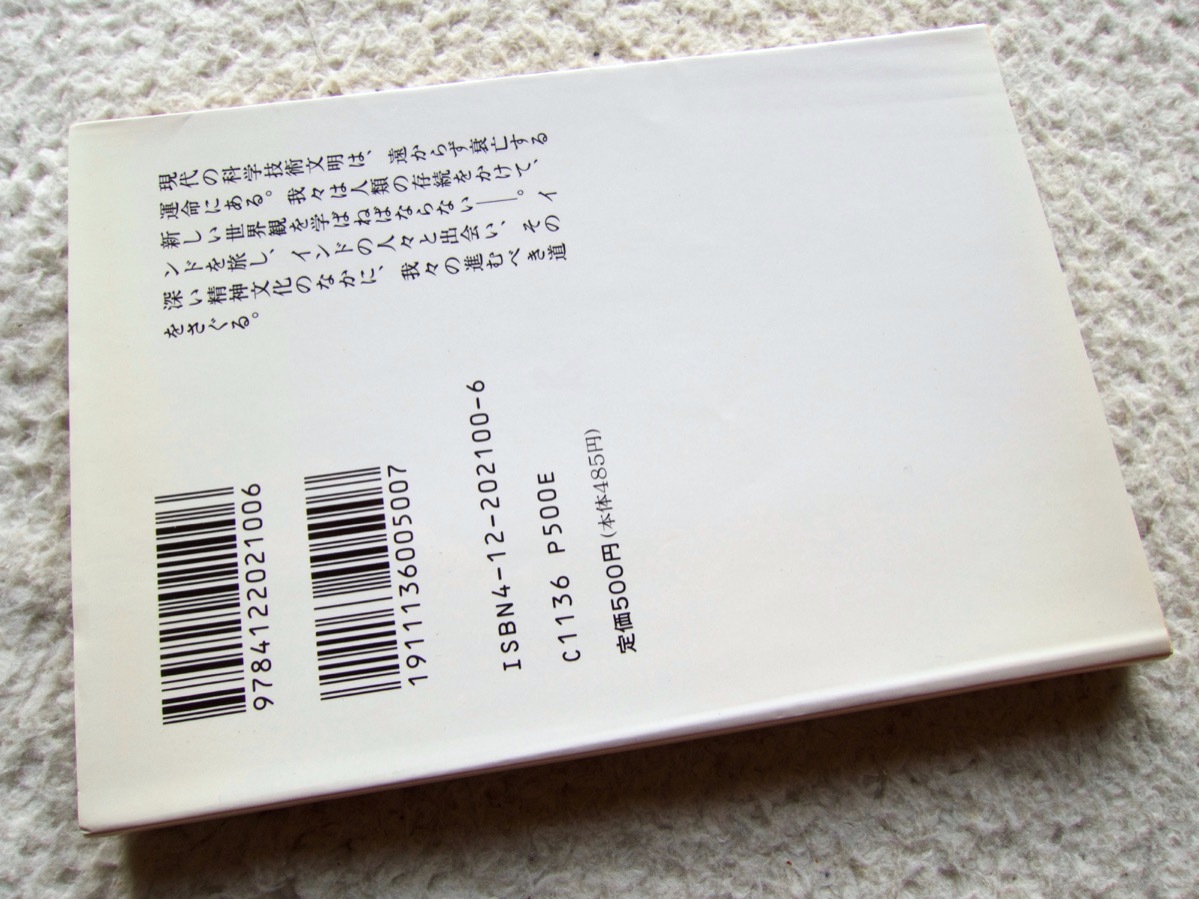 現代の科学技術文明は、遠からず衰亡する
運命にある。我々は人類の存続をかけて、
新しい世界観を学ばねばならない――。イ
ンドを旅し、インドの人々と出会い、その
深い精神文化のなかに、我々の進むべき道
をさぐる。
9784122021006
1911136005007
ISBN4-12-202100-6
C1136 P500E
定価500円(本体485円)